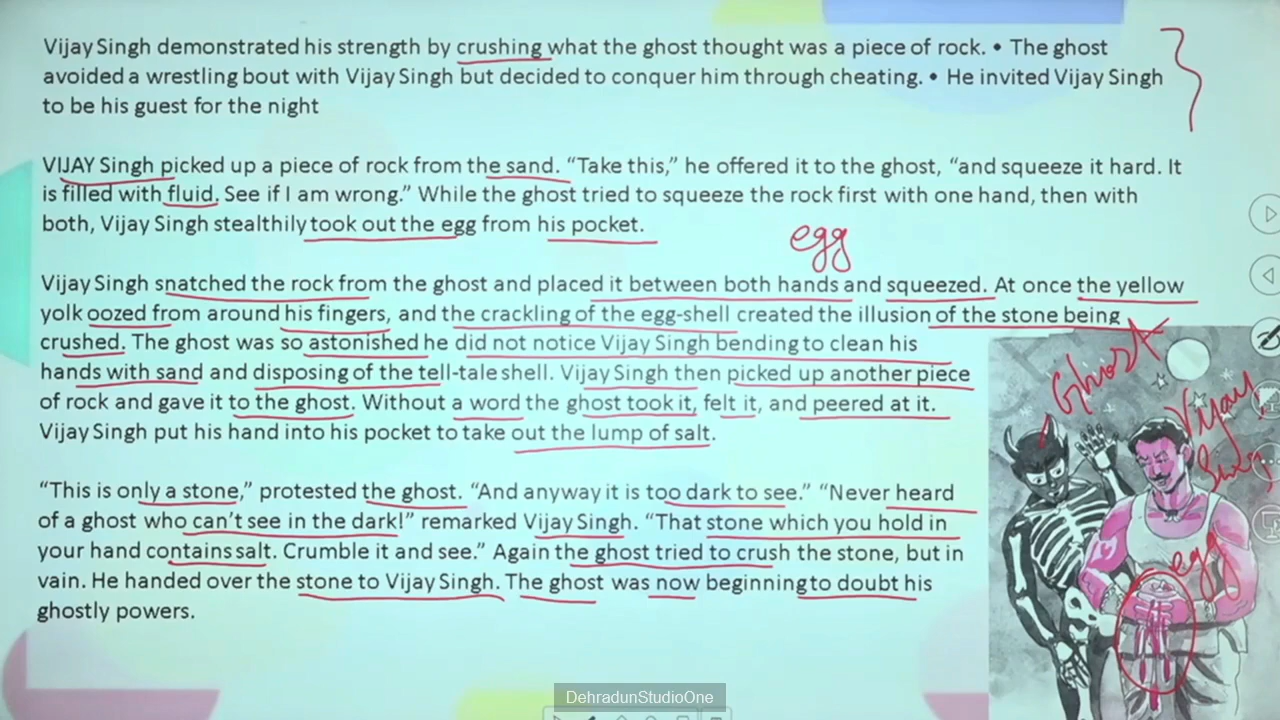 Vijay Singh demonstrated his strength by crushing what the ghost thought was a piece of rock. • The ghost
avoided a wrestling bout with Vijay Singh but decided to conquer him through cheating. • He invited Vijay Singh
to be his guest for the night
VIJAY Singh picked up a piece of rock from the sand. “Take this,” he offered it to the ghost, “and squeeze it hard. It
is filled with fluid. See if I am wrong.” While the ghost tried to squeeze the rock first with one hand, then with
both, Vijay Singh stealthily took out the egg from his pocket.
egg
Vijay Singh snatched the rock from the ghost and placed it between both hands and squeezed. At once the yellow
yolk oozed from around his fingers, and the crackling of the egg-shell created the illusion of the stone being
crushed. The ghost was so astonished he did not notice Vijay Singh bending to clean his
hands with sand and disposing of the tell-tale shell. Vijay Singh then picked up another piece
of rock and gave it to the ghost. Without a word the ghost took it, felt it, and peered at it.
Vijay Singh put his hand into his pocket to take out the lump of salt.
“This is only a stone,” protested the ghost. “And anyway it is too dark to see.” “Never heard
of a ghost who can’t see in the dark!” remarked Vijay Singh. “That stone which you hold in
your hand contains salt. Crumble it and see.” Again the ghost tried to crush the stone, but in
vain. He handed over the stone to Vijay Singh. The ghost was now beginning to doubt his
ghostly powers.
Ghost
Vijay
egg
DehradunStudioOne